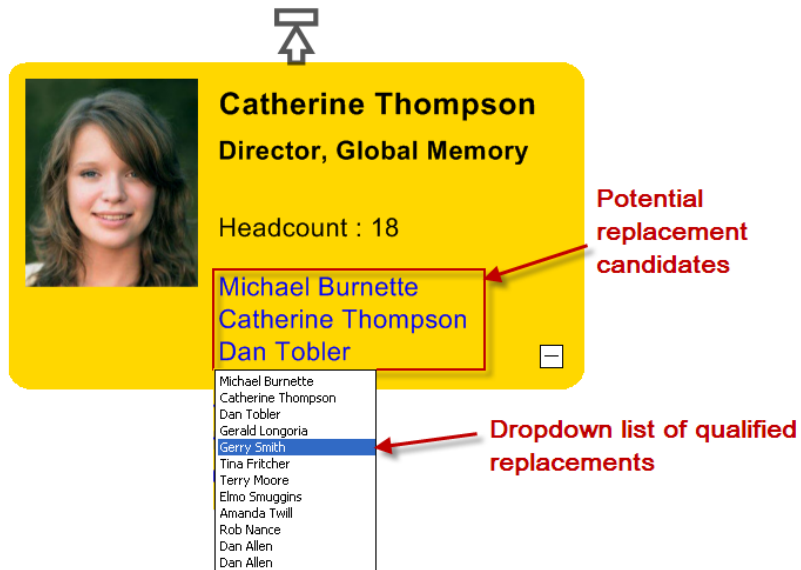 Catherine Thompson
Director, Global Memory
Headcount : 18
Potential
replacement
candidates
Michael Burnette
Catherine Thompson
Dan Tobler
Michael Burnette
Catherine Thompson
Dan Tobler
Gerald Longoria
Gerry Smith
Tina Fritcher
Terry Moore
Elmo Smuggins
Amanda Twill
Rob Nance
Dan Allen
Dan Allen
Dropdown list of qualified
replacements